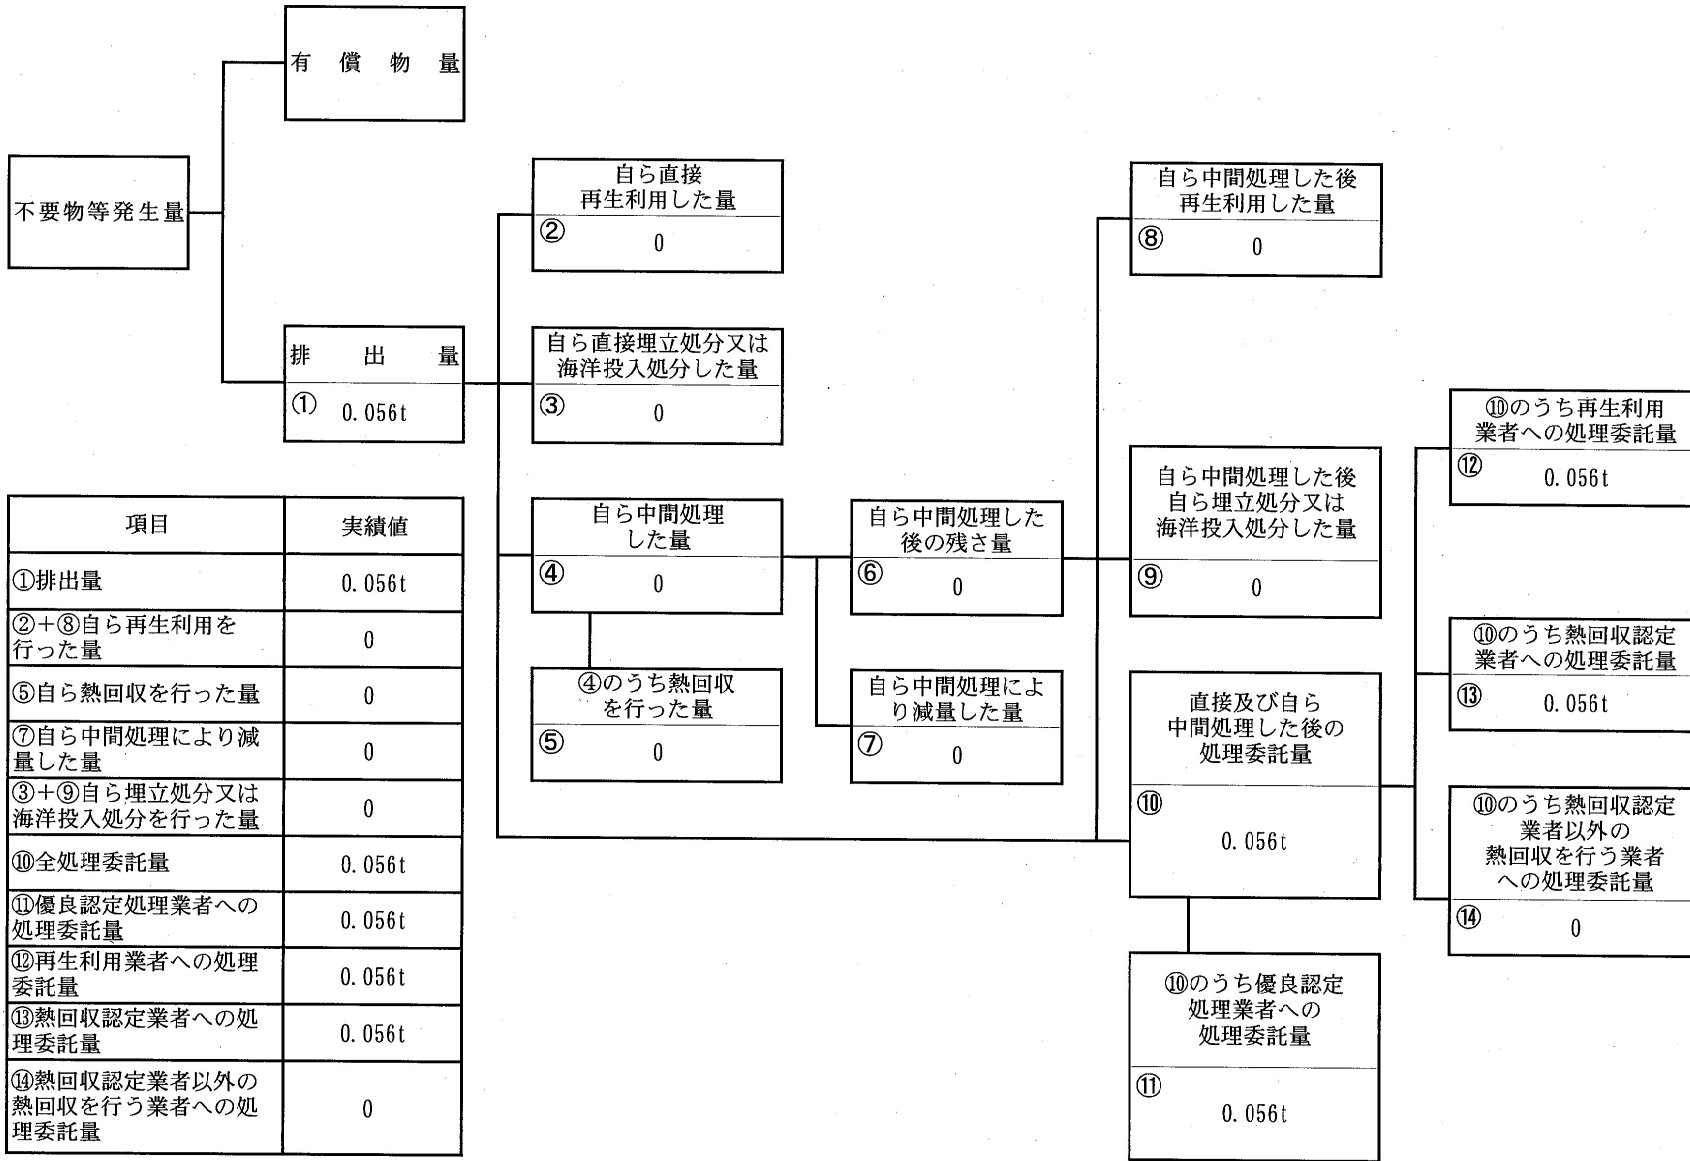 有償物量
不要物等発生量
排出量
① 0.056t
自ら直接
再生利用した量
② 0
自ら直接埋立処分又は
海洋投入処分した量
③ 0
自ら中間処理
した量
④ 0
④のうち熱回収
を行った量
⑤ 0
自ら中間処理した
後の残さ量
⑥ 0
自ら中間処理によ
り減量した量
⑦ 0
自ら中間処理した後
再生利用した量
⑧ 0
自ら中間処理した後
自ら埋立処分又は
海洋投入処分した量
⑨ 0
直接及び自ら
中間処理した後の
処理委託量
⑩
0.056t
⑩のうち優良認定
処理業者への
処理委託量
⑪
0.056t
⑩のうち再生利用
業者への処理委託量
⑫ 0.056t
⑩のうち熱回収認定
業者への処理委託量
⑬ 0.056t
⑩のうち熱回収認定
業者以外の
熱回収を行う業者
への処理委託量
⑭ 0
項目 実績値
①排出量 0.056t
②+⑧自ら再生利用を
行った量 0
⑤自ら熱回収を行った量 0
⑦自ら中間処理により減
量した量 0
③+⑨自ら埋立処分又は
海洋投入処分を行った量 0
⑩全処理委託量 0.056t
⑪優良認定処理業者への
処理委託量 0.056t
⑫再生利用業者への処理
委託量 0.056t
⑬熱回収認定業者への処
理委託量 0.056t
⑭熱回収認定業者以外の
熱回収を行う業者への処
理委託量 0